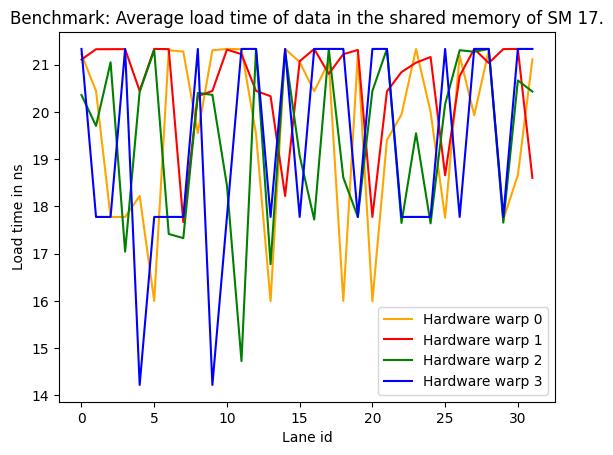 Benchmark: Average load time of data in the shared memory of SM 17.
Load time in ns
21
20
19
18
17
16
15
14
0
5
10
15
20
25
30
Lane id
Hardware warp 0
Hardware warp 1
Hardware warp 2
Hardware warp 3